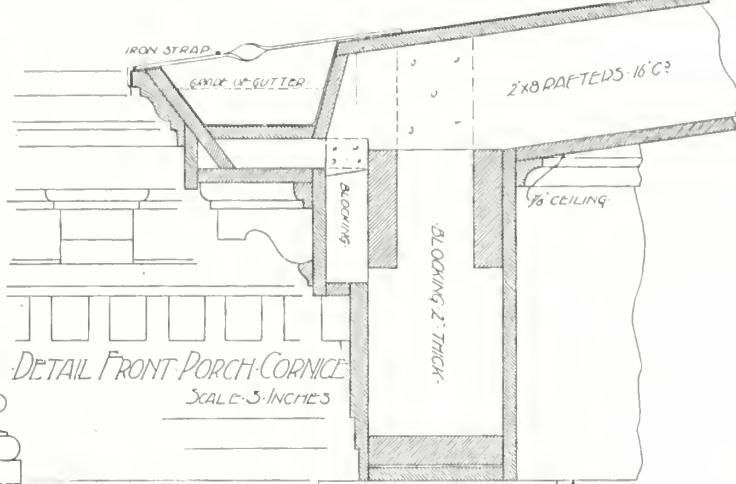 IRON STRAP
GRADE OF GUTTER
2"X8 RAFTERS·16"C?
7/8 CEILING
BLOCKING
BLOCKING·2"THICK·
·DETAIL FRONT·PORCH·CORNICE·
SCALE·3·INCHES